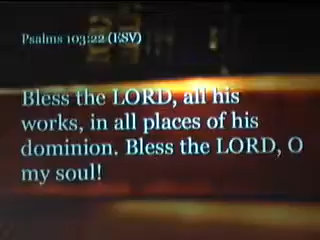 Psalms 103:22 (ESV)
Bless the LORD, all his
works, in all places of his
dominion. Bless the LORD, O
my soul!